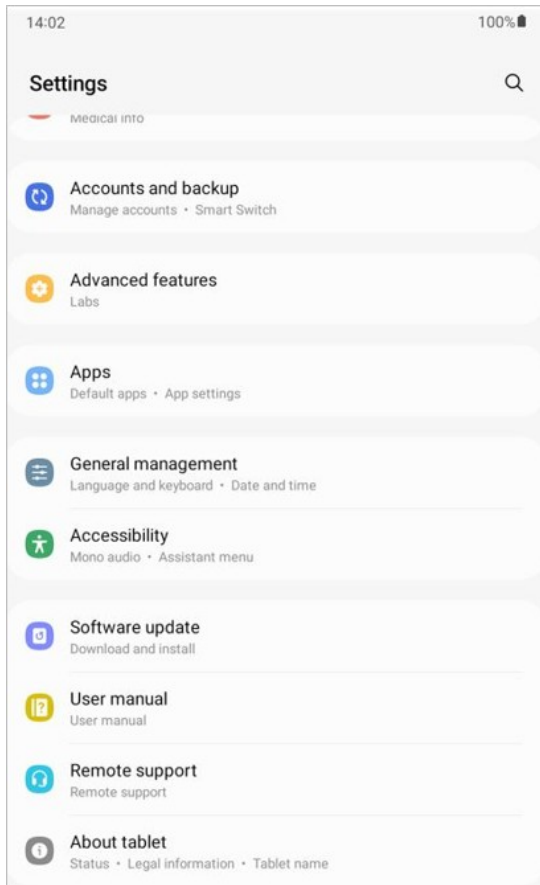 14:02 100%
Settings
Medical info
Accounts and backup
Manage accounts • Smart Switch
Advanced features
Labs
Apps
Default apps • App settings
General management
Language and keyboard • Date and time
Accessibility
Mono audio • Assistant menu
Software update
Download and install
User manual
User manual
Remote support
Remote support
About tablet
Status • Legal information • Tablet name